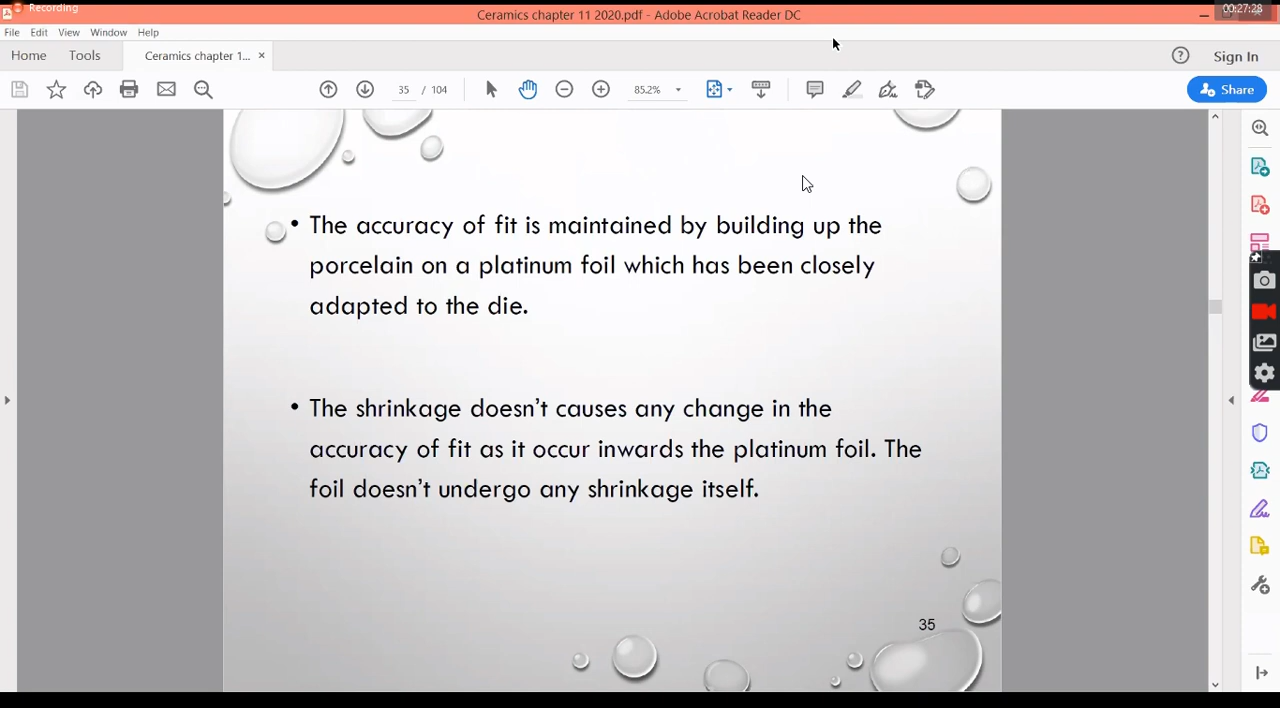 Recording
Ceramics chapter 11 2020.pdf - Adobe Acrobat Reader DC
00:27:28
File Edit View Window Help
Home Tools Ceramics chapter 1... ×
Sign In
35 / 104 85.2% Share
• The accuracy of fit is maintained by building up the
porcelain on a platinum foil which has been closely
adapted to the die.
• The shrinkage doesn't causes any change in the
accuracy of fit as it occur inwards the platinum foil. The
foil doesn't undergo any shrinkage itself.
35